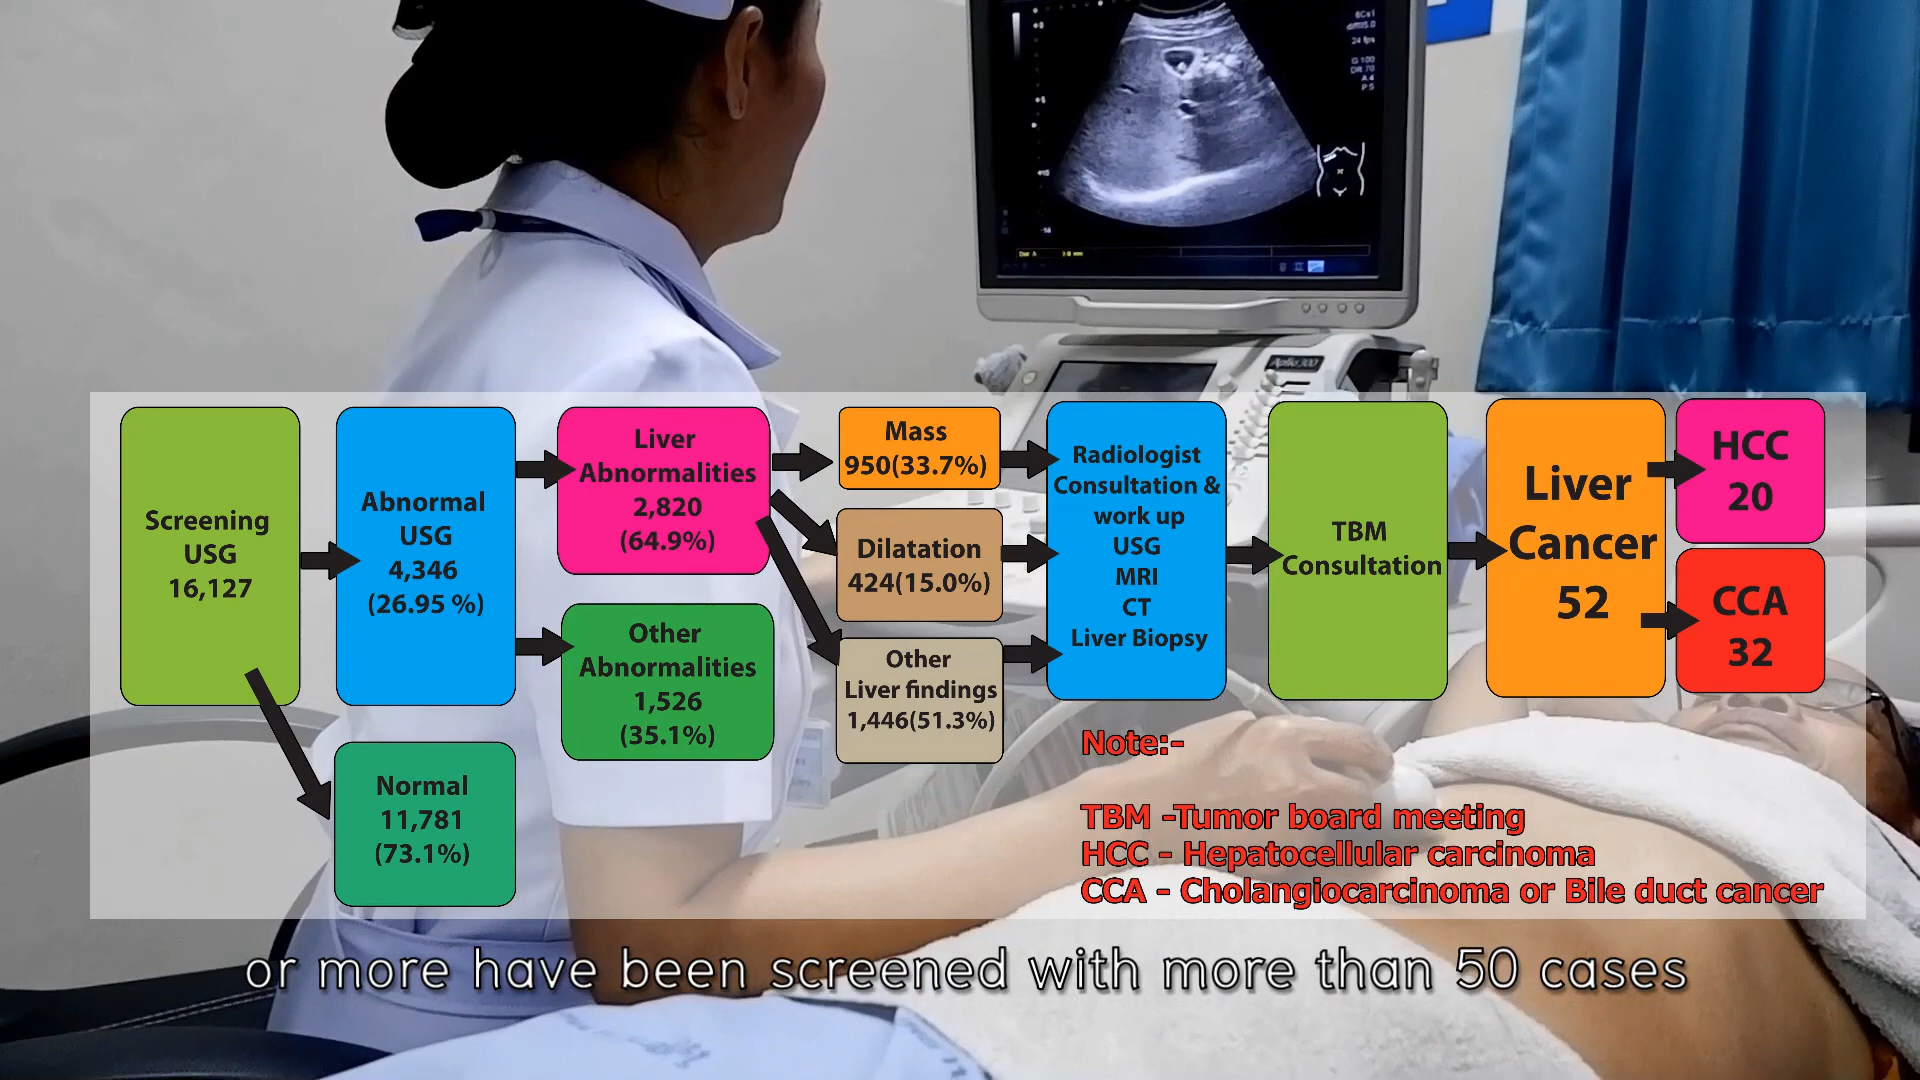 Screening
USG
16,127
Abnormal
USG
4,346
(26.95 %)
Normal
11,781
(73.1%)
Liver
Abnormalities
2,820
(64.9%)
Other
Abnormalities
1,526
(35.1%)
Mass
950(33.7%)
Dilatation
424(15.0%)
Other
Liver findings
1,446(51.3%)
Radiologist
Consultation &
work up
USG
MRI
CT
Liver Biopsy
TBM
Consultation
Liver
Cancer
52
HCC
20
CCA
32
Note:-
TBM -Tumor board meeting
HCC - Hepatocellular carcinoma
CCA - Cholangiocarcinoma or Bile duct cancer
or more have been screened with more than 50 cases